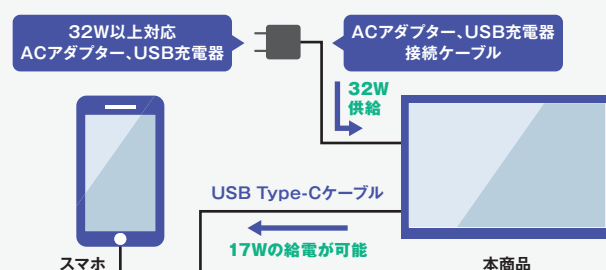 32W以上対応
ACアダプター、USB充電器
ACアダプター、USB充電器
接続ケーブル
32W
供給
USB Type-Cケーブル
17Wの給電が可能
スマホ
本商品